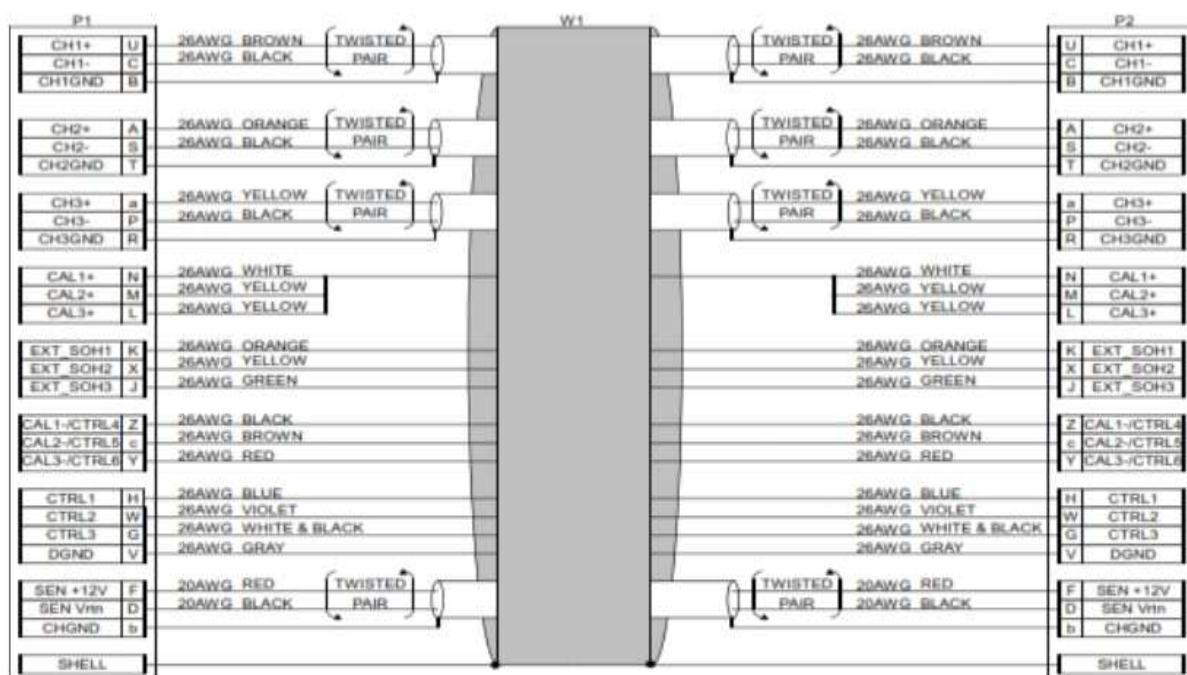 P1 W1 P2
CH1+ U 26AWG BROWN TWISTED TWISTED 26AWG BROWN U CH1+
CH1- C 26AWG BLACK PAIR PAIR 26AWG BLACK C CH1-
CH1GND B B CH1GND
CH2+ A 26AWG ORANGE TWISTED TWISTED 26AWG ORANGE A CH2+
CH2- S 26AWG BLACK PAIR PAIR 26AWG BLACK S CH2-
CH2GND T T CH2GND
CH3+ a 26AWG YELLOW TWISTED TWISTED 26AWG YELLOW a CH3+
CH3- P 26AWG BLACK PAIR PAIR 26AWG BLACK P CH3-
CH3GND R R CH3GND
CAL1+ N 26AWG WHITE 26AWG WHITE N CAL1+
CAL2+ M 26AWG YELLOW 26AWG YELLOW M CAL2+
CAL3+ L 26AWG YELLOW 26AWG YELLOW L CAL3+
EXT_SOH1 K 26AWG ORANGE 26AWG ORANGE K EXT_SOH1
EXT_SOH2 X 26AWG YELLOW 26AWG YELLOW X EXT_SOH2
EXT_SOH3 J 26AWG GREEN 26AWG GREEN J EXT_SOH3
CAL1-/CTRL4 Z 26AWG BLACK 26AWG BLACK Z CAL1-/CTRL4
CAL2-/CTRL5 c 26AWG BROWN 26AWG BROWN c CAL2-/CTRL5
CAL3-/CTRL6 Y 26AWG RED 26AWG RED Y CAL3-/CTRL6
CTRL1 H 26AWG BLUE 26AWG BLUE H CTRL1
CTRL2 W 26AWG VIOLET 26AWG VIOLET W CTRL2
CTRL3 G 26AWG WHITE & BLACK 26AWG WHITE & BLACK G CTRL3
DGND V 26AWG GRAY 26AWG GRAY V DGND
SEN +12V F 20AWG RED TWISTED TWISTED 20AWG RED F SEN +12V
SEN Vrtn D 20AWG BLACK PAIR PAIR 20AWG BLACK D SEN Vrtn
CHGND b b CHGND
SHELL SHELL